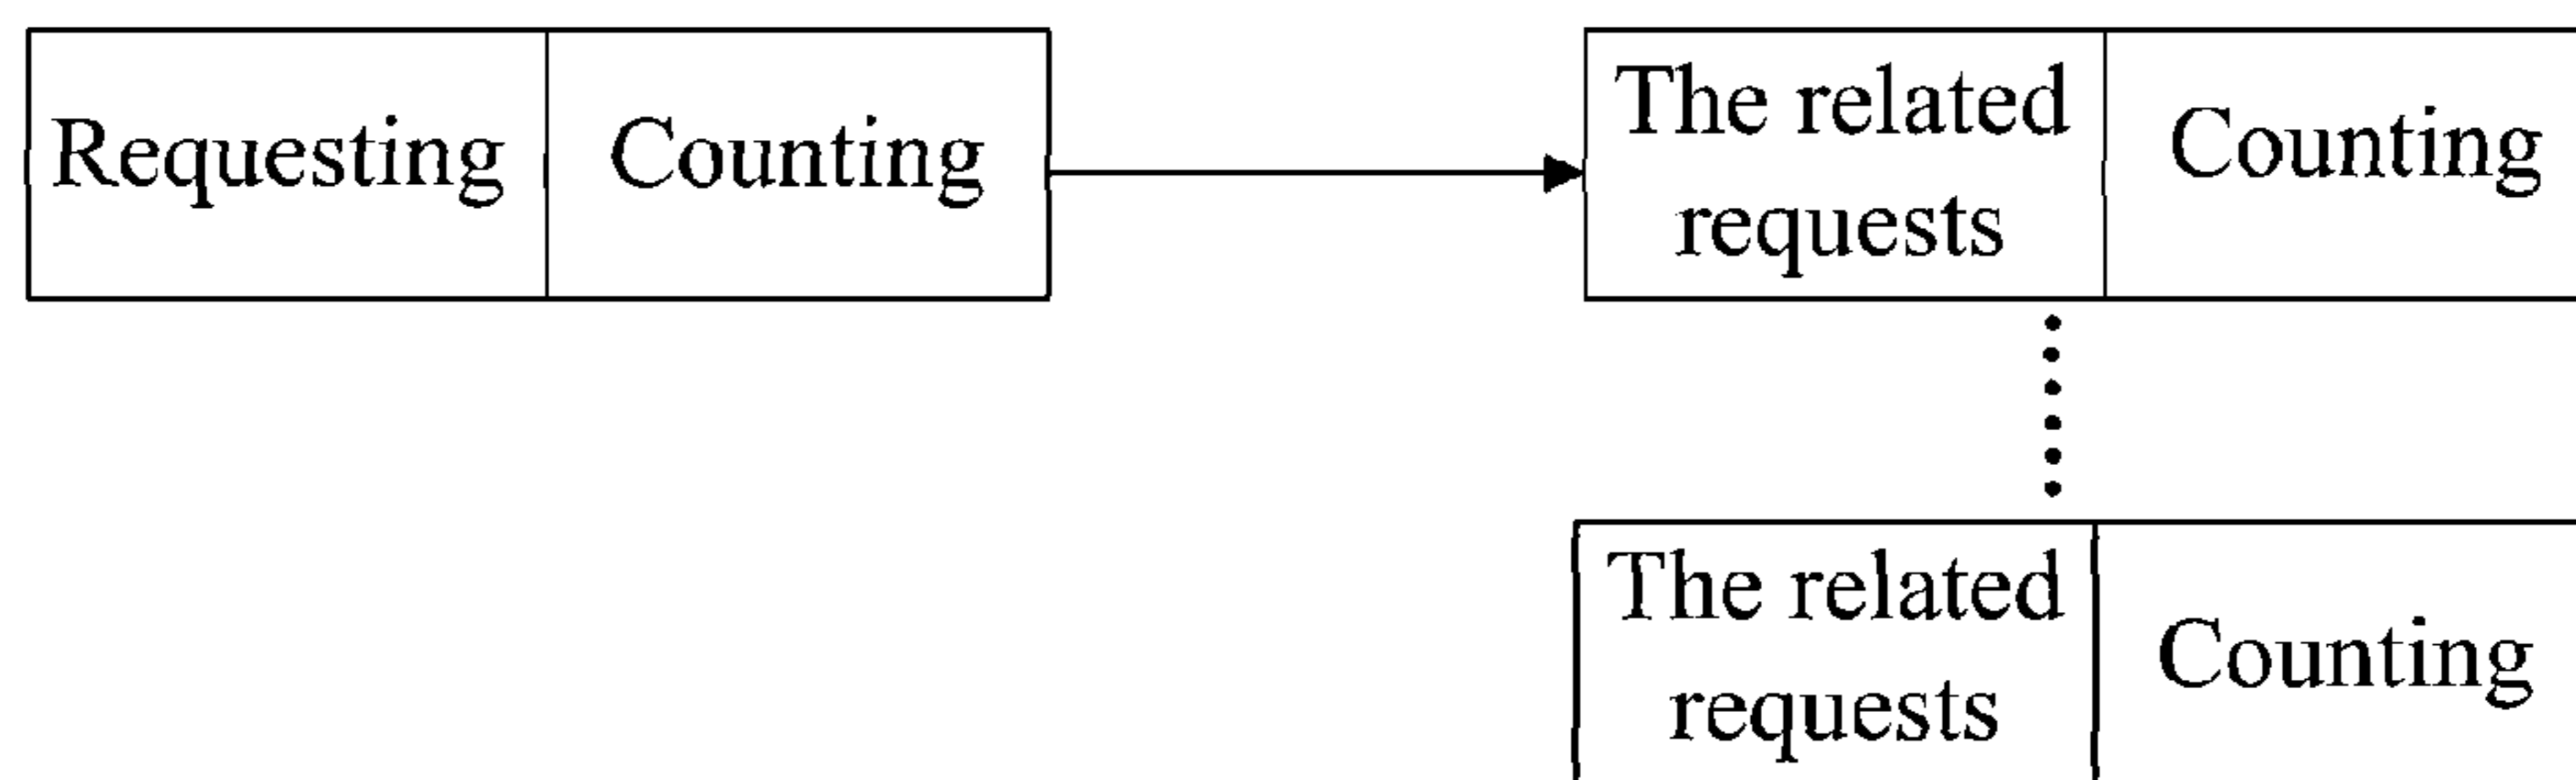 Requesting
Counting
The related
requests
Counting
The related
requests
Counting